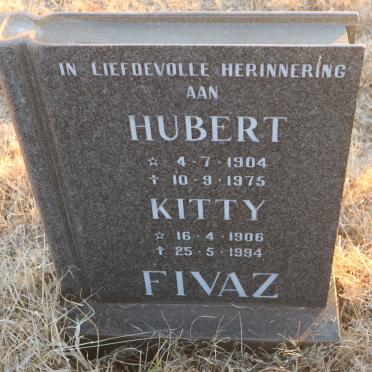 IN LIEFDEVOLLE HERINNERING
AAN
HUBERT
☆ 4·7·1904
✝ 10·9·1975
KITTY
☆ 16·4·1906
✝ 25·5·1994
FIVAZ